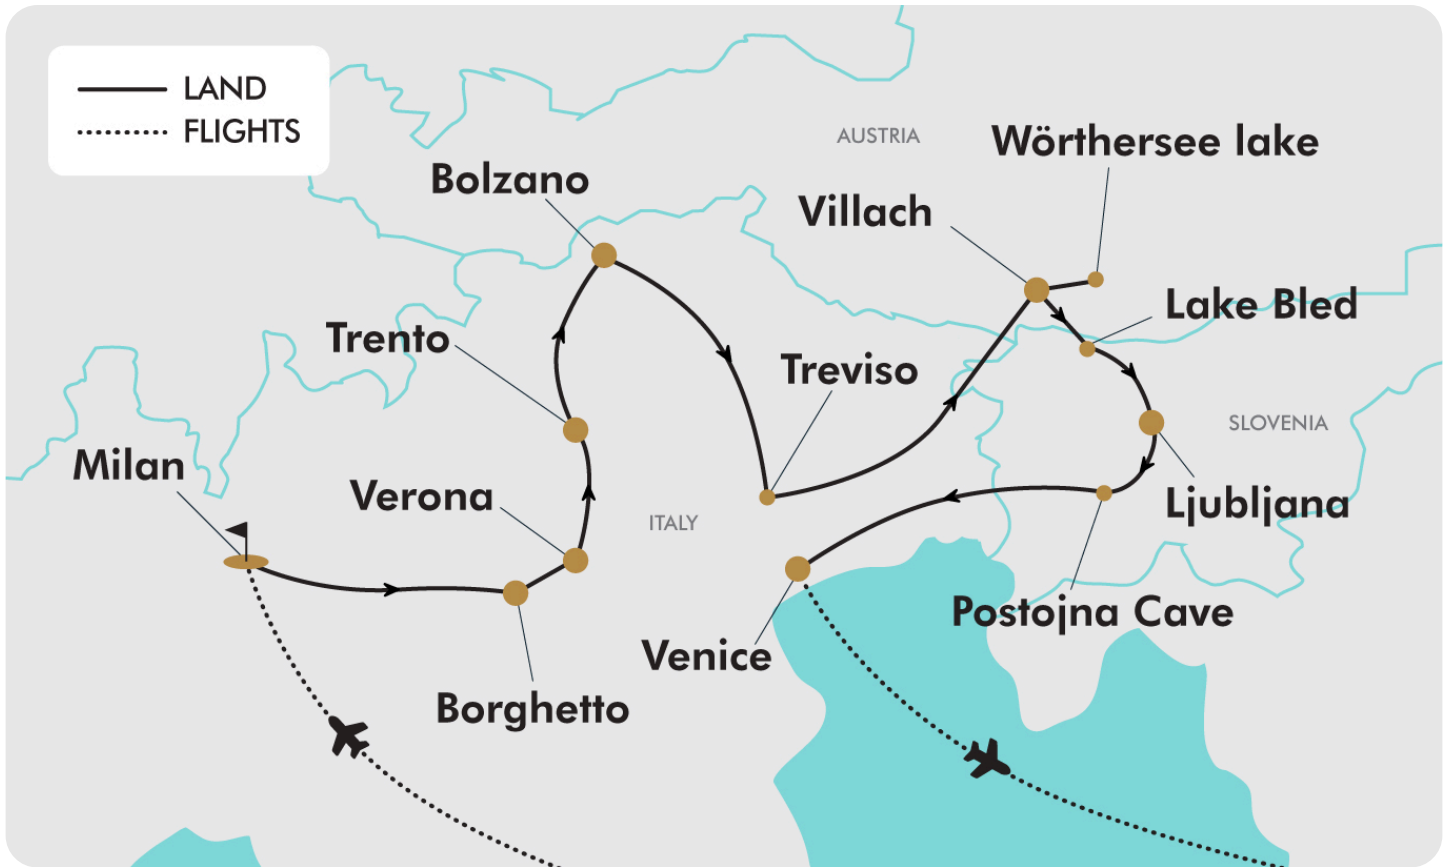 LAND
FLIGHTS
AUSTRIA
Wörthersee lake
Bolzano
Villach
Lake Bled
Trento
Treviso
SLOVENIA
Milan
Verona
Ljubljana
ITALY
Postojna Cave
Venice
Borghetto